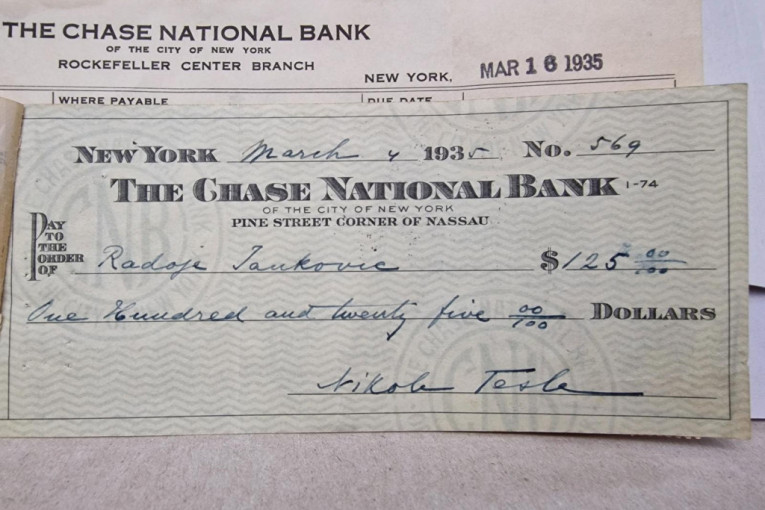 THE CHASE NATIONAL BANK
OF THE CITY OF NEW YORK
ROCKEFELLER CENTER BRANCH
NEW YORK, MAR 16 1935
WHERE PAYABLE DUE DATE
NEW YORK March 4 1935 No. 569
THE CHASE NATIONAL BANK 1-74
OF THE CITY OF NEW YORK
PINE STREET CORNER OF NASSAU
PAY TO THE ORDER OF Radoje Jankovic $125 00/100
One Hundred and twenty five 00/100 DOLLARS
Nikola Tesla